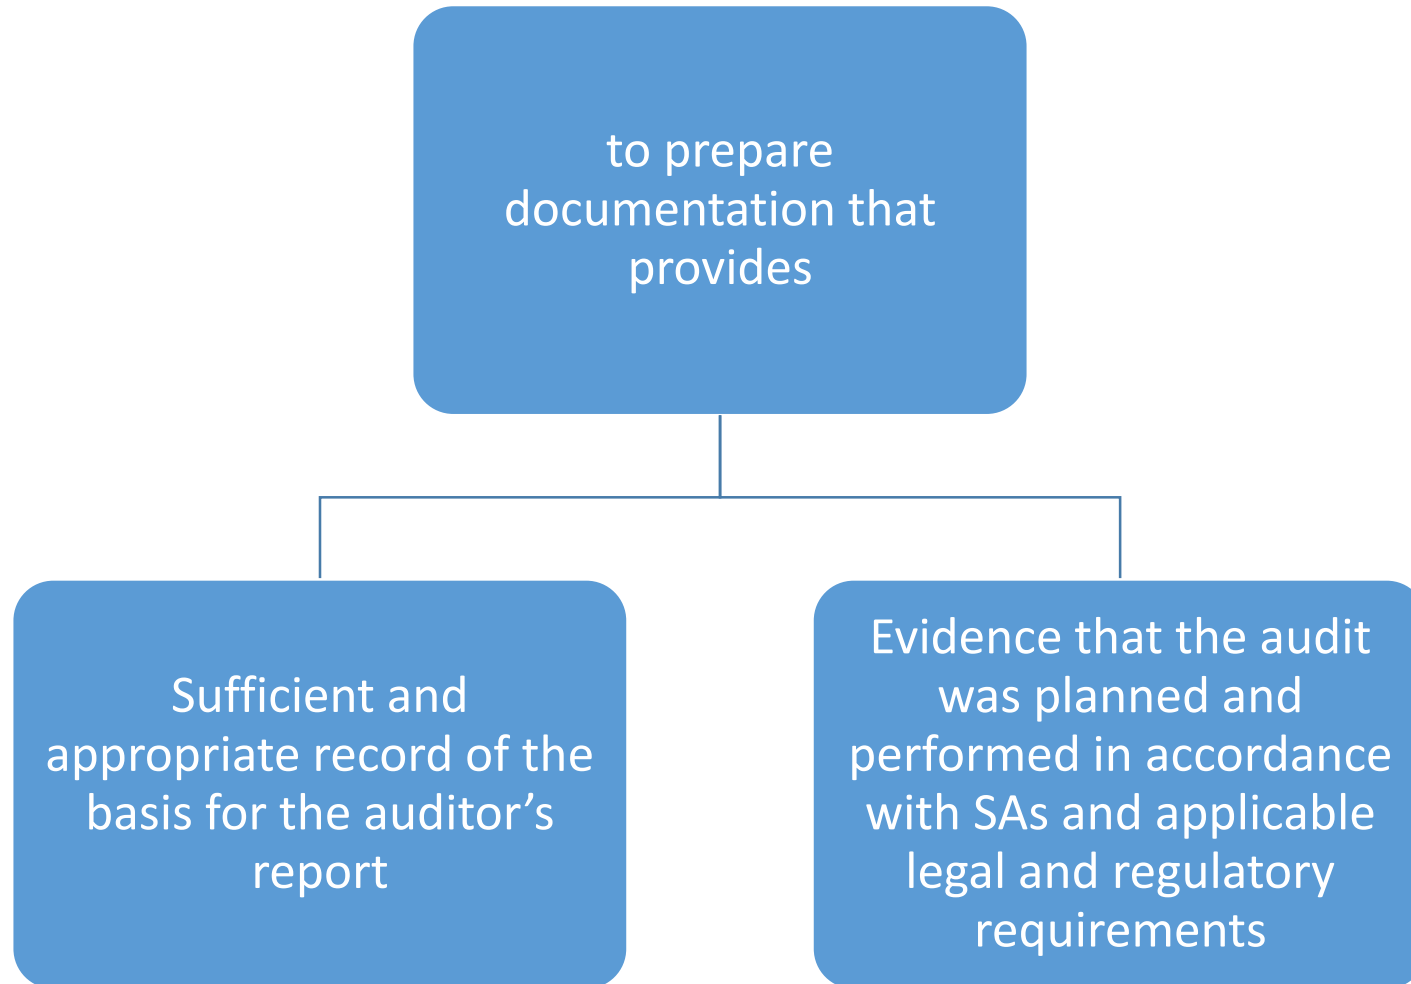 to prepare
documentation that
provides
Sufficient and
appropriate record of the
basis for the auditor’s
report
Evidence that the audit
was planned and
performed in accordance
with SAs and applicable
legal and regulatory
requirements